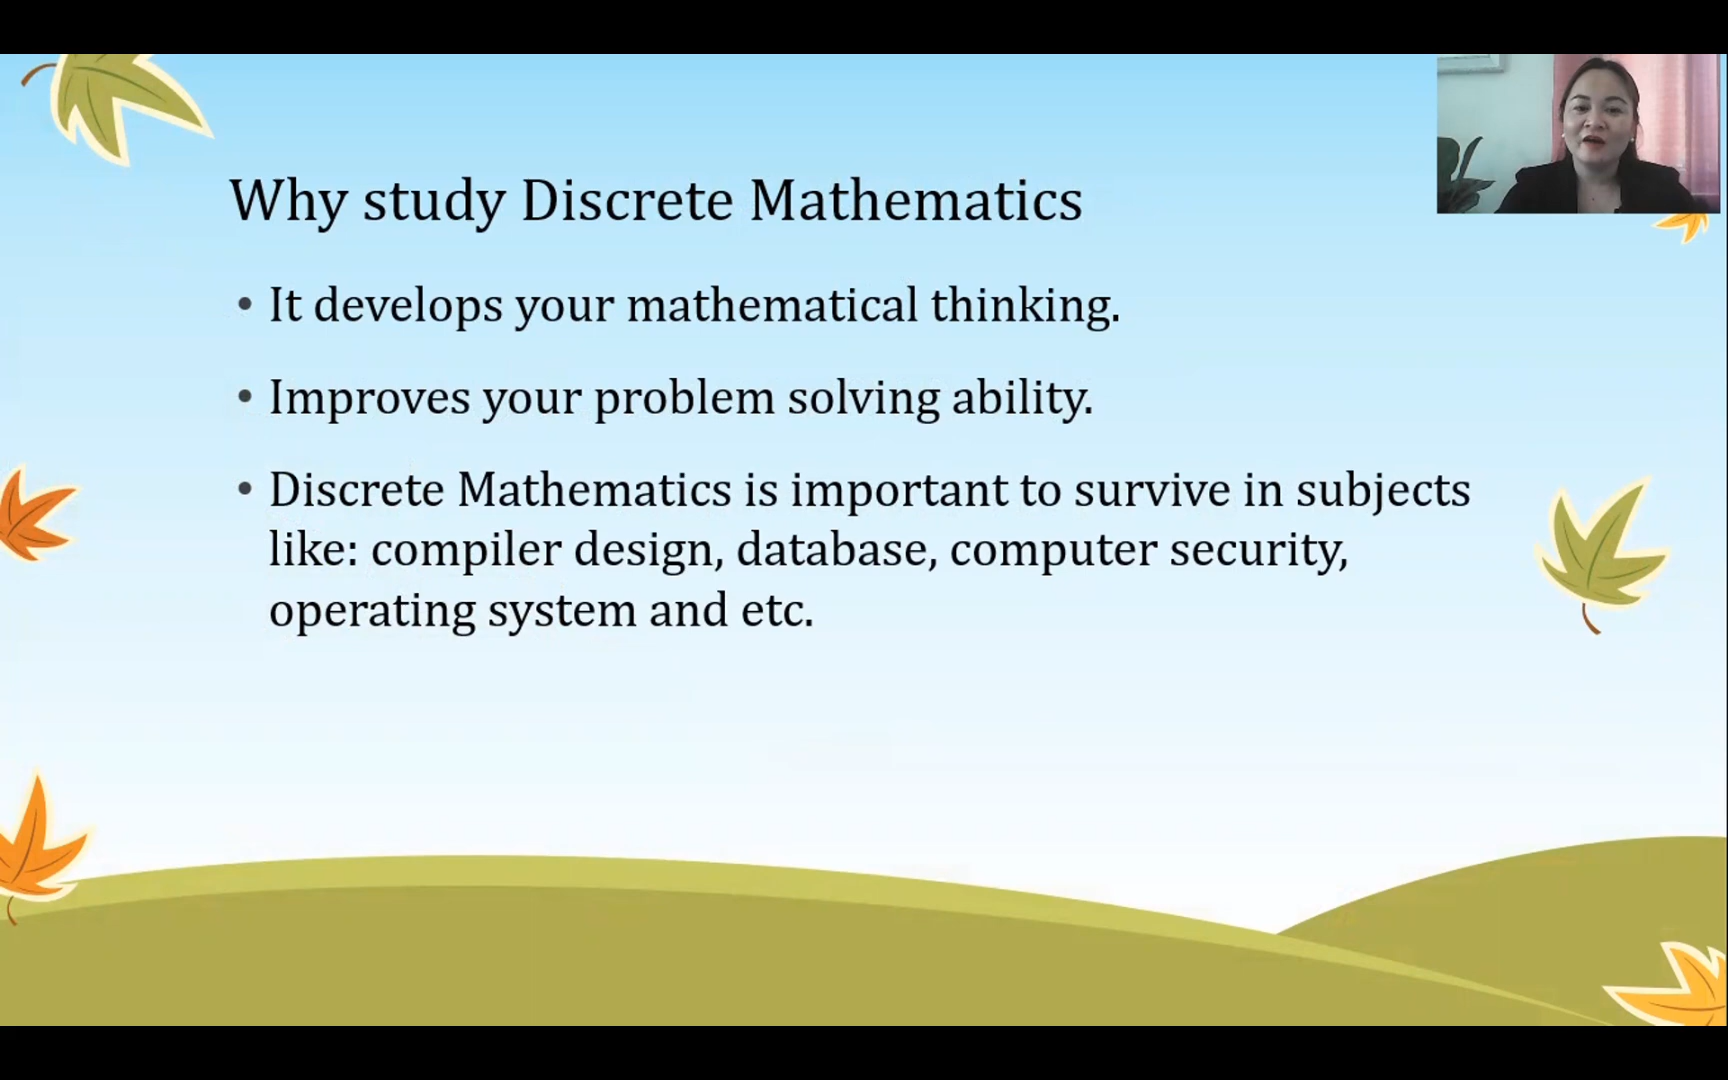 Why study Discrete Mathematics
• It develops your mathematical thinking.
• Improves your problem solving ability.
• Discrete Mathematics is important to survive in subjects
like: compiler design, database, computer security,
operating system and etc.